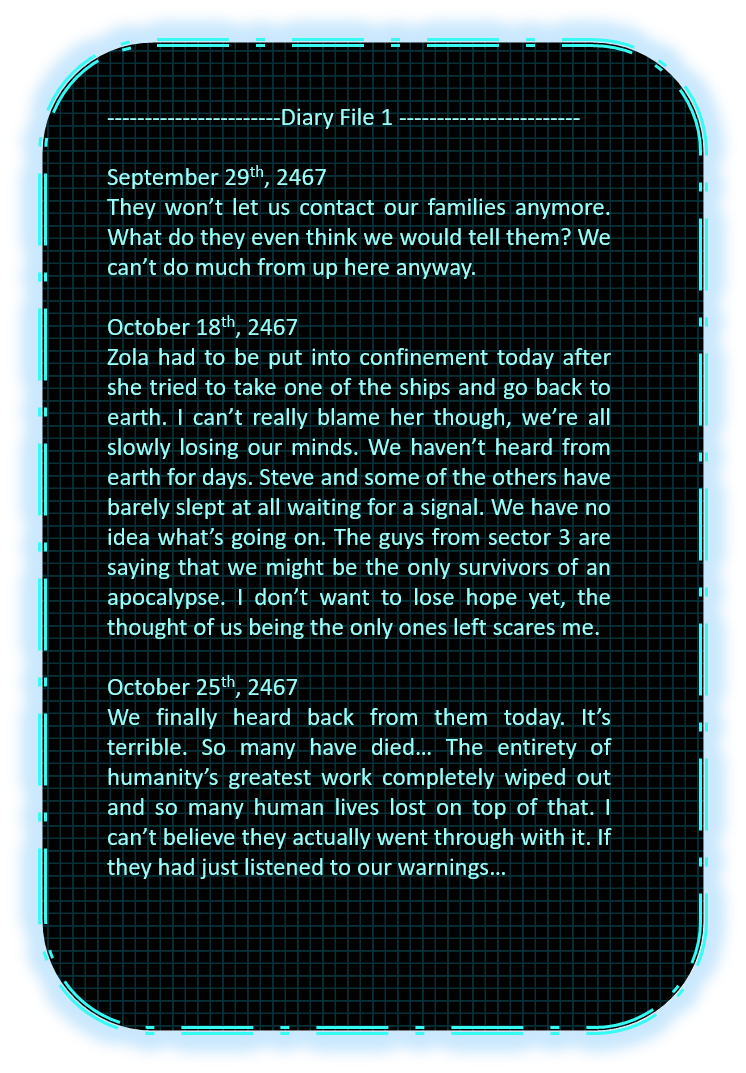 -----------------------Diary File 1 ------------------------
September 29th, 2467
They won’t let us contact our families anymore.
What do they even think we would tell them? We
can’t do much from up here anyway.
October 18th, 2467
Zola had to be put into confinement today after
she tried to take one of the ships and go back to
earth. I can’t really blame her though, we’re all
slowly losing our minds. We haven’t heard from
earth for days. Steve and some of the others have
barely slept at all waiting for a signal. We have no
idea what’s going on. The guys from sector 3 are
saying that we might be the only survivors of an
apocalypse. I don’t want to lose hope yet, the
thought of us being the only ones left scares me.
October 25th, 2467
We finally heard back from them today. It’s
terrible. So many have died… The entirety of
humanity’s greatest work completely wiped out
and so many human lives lost on top of that. I
can’t believe they actually went through with it. If
they had just listened to our warnings…